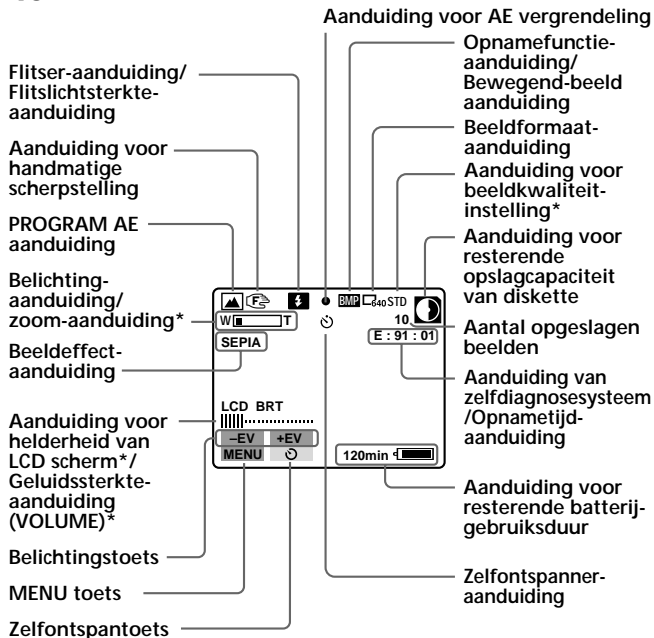 Aanduiding voor AE vergrendeling
Flitser-aanduiding/
Flitslichtsterkte-
aanduiding
Aanduiding voor
handmatige
scherpstelling
PROGRAM AE
aanduiding
Belichting-
aanduiding/
zoom-aanduiding*
Beeldeffect-
aanduiding
Aanduiding voor
helderheid van
LCD scherm*/
Geluidssterkte-
aanduiding
(VOLUME)*
Belichtingstoets
MENU toets
Zelfontspantoets
F
BMP
640
STD
W
T
10
SEPIA
E : 91 : 01
LCD BRT
–EV
+EV
MENU
120min
Opnamefunctie-
aanduiding/
Bewegend-beeld
aanduiding
Beeldformaat-
aanduiding
Aanduiding voor
beeldkwaliteit-
instelling*
Aanduiding voor
resterende
opslagcapaciteit
van diskette
Aantal opgeslagen
beelden
Aanduiding van
zelfdiagnosesysteem
/Opnametijd-
aanduiding
Aanduiding voor
resterende batterij-
gebruiksduur
Zelfontspanner-
aanduiding